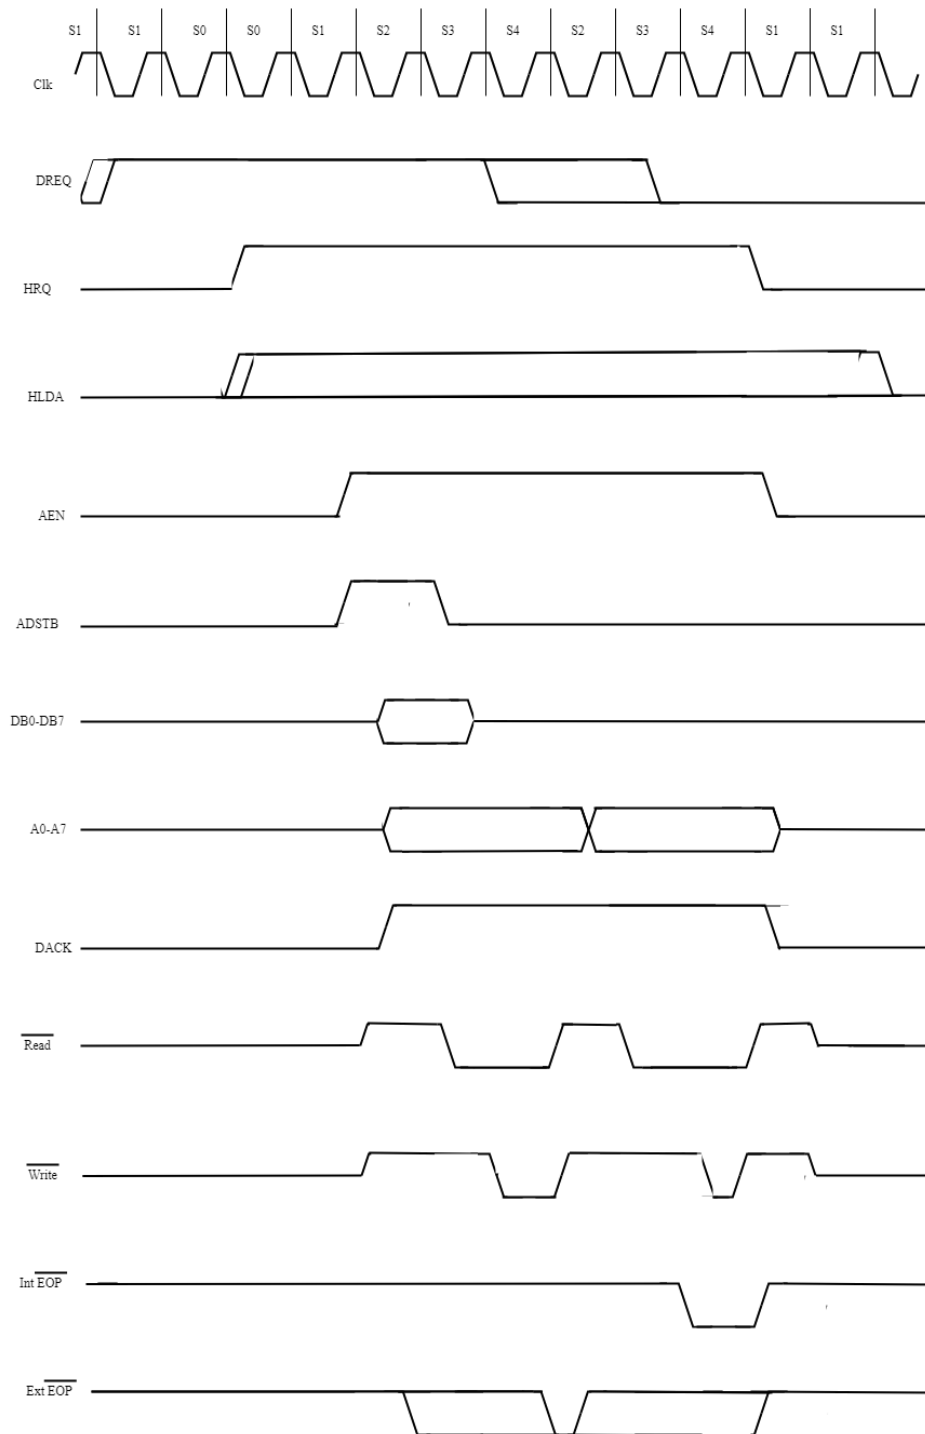 S1 S1 S0 S0 S1 S2 S3 S4 S2 S3 S4 S1 S1
Clk
DREQ
HRQ
HLDA
AEN
ADSTB
DB0-DB7
A0-A7
DACK
Read
Write
Int EOP
Ext EOP